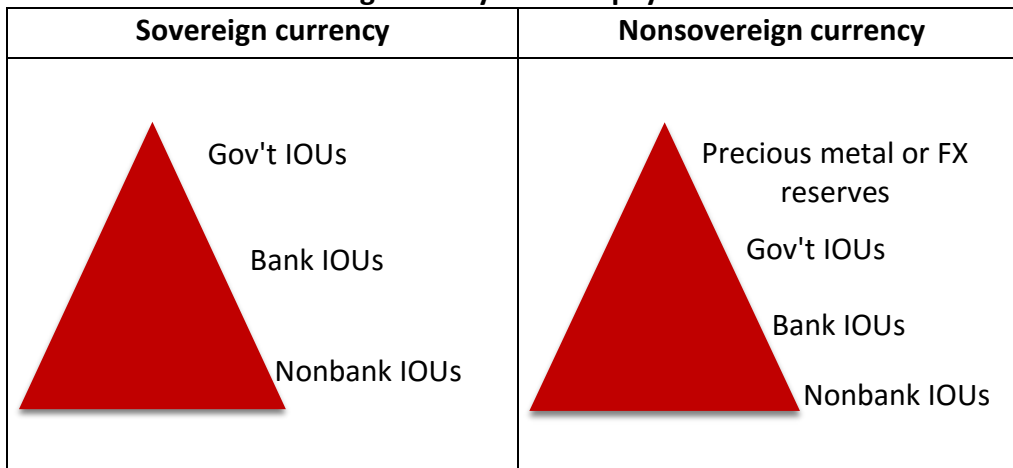 Sovereign currency
Nonsovereign currency
Gov't IOUs
Bank IOUs
Nonbank IOUs
Precious metal or FX
reserves
Gov't IOUs
Bank IOUs
Nonbank IOUs